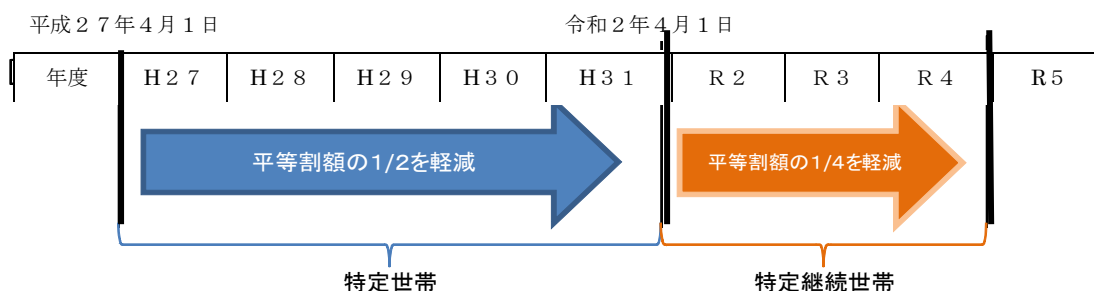 平成２７年４月１日　令和２年４月１日
年度　Ｈ２７　Ｈ２８　Ｈ２９　Ｈ３０　Ｈ３１　Ｒ２　Ｒ３　Ｒ４　Ｒ５
平等割額の1/2を軽減　平等割額の1/4を軽減
特定世帯　特定継続世帯